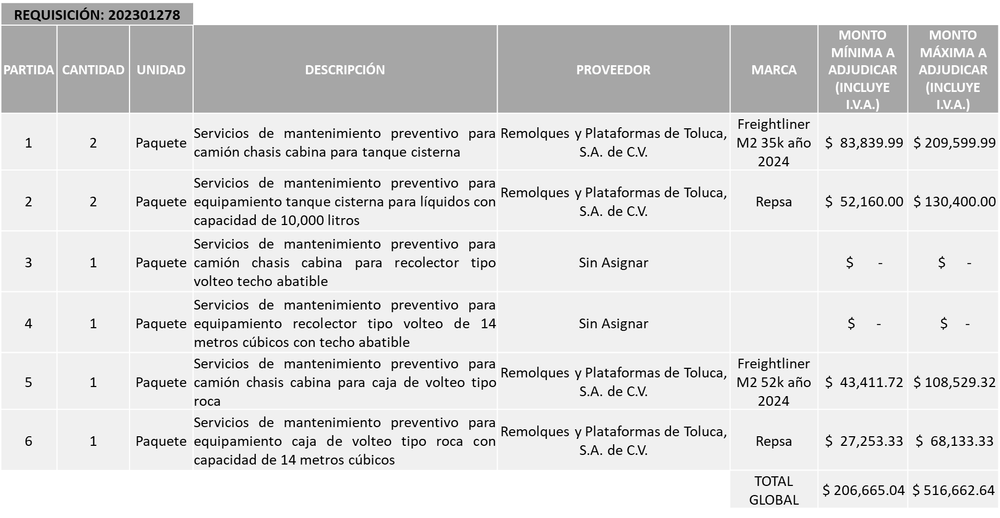 REQUISICIÓN: 202301278
PARTIDA CANTIDAD UNIDAD DESCRIPCIÓN PROVEEDOR MARCA
MONTO
MÍNIMA A
ADJUDICAR
(INCLUYE
I.V.A.)
MONTO
MÁXIMA A
ADJUDICAR
(INCLUYE
I.V.A.)
1 2 Paquete
Servicios de mantenimiento preventivo para
camión chasis cabina para tanque cisterna
Remolques y Plataformas de Toluca,
S.A. de C.V.
Freightliner
M2 35k año
2024
$ 83,839.99 $ 209,599.99
2 2 Paquete
Servicios de mantenimiento preventivo para
equipamiento tanque cisterna para líquidos con
capacidad de 10,000 litros
Remolques y Plataformas de Toluca,
S.A. de C.V.
Repsa
$ 52,160.00 $ 130,400.00
3 1 Paquete
Servicios de mantenimiento preventivo para
camión chasis cabina para recolector tipo
volteo techo abatible
Sin Asignar
$ - $ -
4 1 Paquete
Servicios de mantenimiento preventivo para
equipamiento recolector tipo volteo de 14
metros cúbicos con techo abatible
Sin Asignar
$ - $ -
5 1 Paquete
Servicios de mantenimiento preventivo para
camión chasis cabina para caja de volteo tipo
roca
Remolques y Plataformas de Toluca,
S.A. de C.V.
Freightliner
M2 52k año
2024
$ 43,411.72 $ 108,529.32
6 1 Paquete
Servicios de mantenimiento preventivo para
equipamiento caja de volteo tipo roca con
capacidad de 14 metros cúbicos
Remolques y Plataformas de Toluca,
S.A. de C.V.
Repsa
$ 27,253.33 $ 68,133.33
TOTAL
GLOBAL
$ 206,665.04 $ 516,662.64